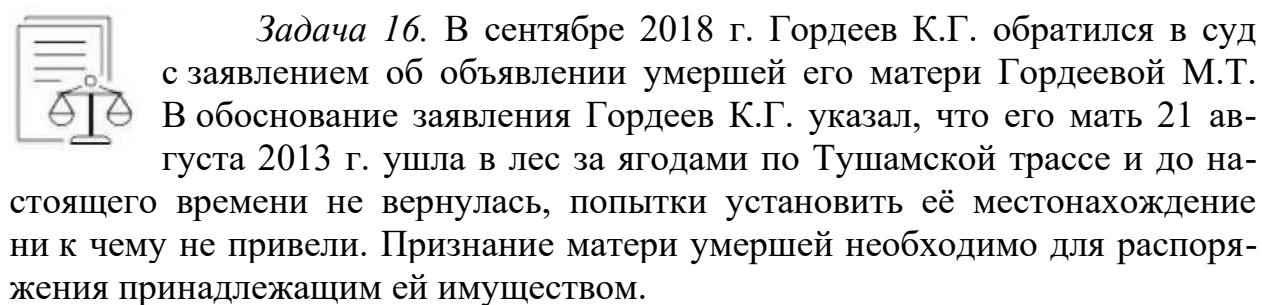 Задача 16. В сентябре 2018 г. Гордеев К.Г. обратился в суд
с заявлением об объявлении умершей его матери Гордеевой М.Т.
В обоснование заявления Гордеев К.Г. указал, что его мать 21 ав-
густа 2013 г. ушла в лес за ягодами по Тушамской трассе и до на-
стоящего времени не вернулась, попытки установить её местонахождение
ни к чему не привели. Признание матери умершей необходимо для распоря-
жения принадлежащим ей имуществом.